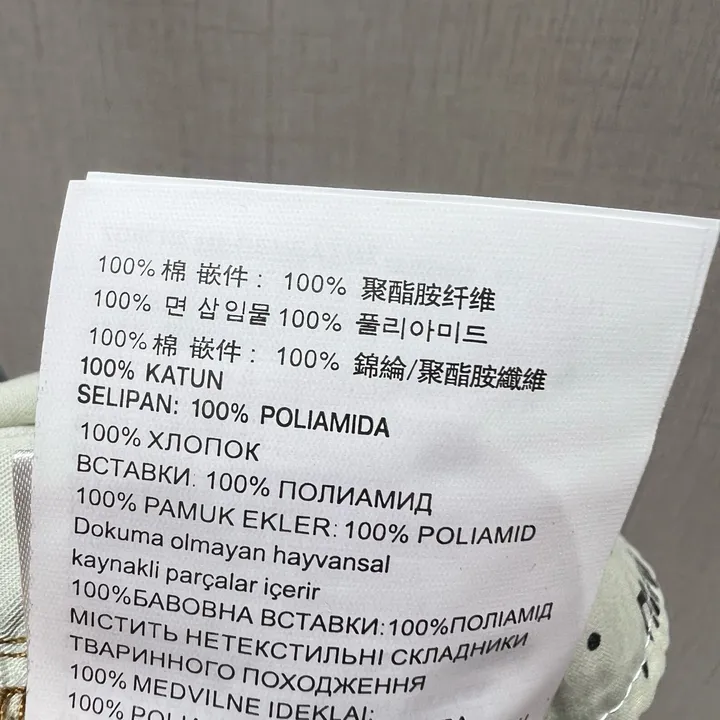 100% 棉 嵌件： 100% 聚酯胺纤维
100% 면 삽입물 100% 폴리아미드
100% 棉 嵌件： 100% 錦綸/聚酯胺纖維
100% KATUN
SELIPAN: 100% POLIAMIDA
100% ХЛОПОК
ВСТАВКИ. 100% ПОЛИАМИД
100% PAMUK EKLER: 100% POLIAMID
Dokuma olmayan hayvansal
kaynakli parçalar içerir
100%БАВОВНА ВСТАВКИ:100%ПОЛІАМІД
МІСТИТЬ НЕТЕКСТИЛЬНІ СКЛАДНИКИ
ТВАРИННОГО ПОХОДЖЕННЯ
100% MEDVILNE IDEKLAI:
100%